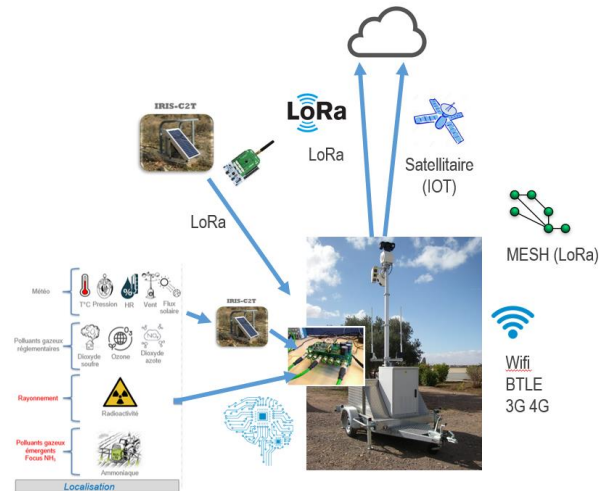 IRIS-C2T
LoRa
LoRa
Satellitaire
(IOT)
LoRa
MESH (LoRa)
Météo
T°C
Pression
HR
Vent
Flux
solaire
IRIS-C2T
Polluants gazeux
réglementaires
Dioxyde
soufre
Ozone
Dioxyde
azote
Wifi
BTLE
3G 4G
Rayonnement
Radioactivité
Polluants gazeux
émergents
Focus NH₃
Ammoniaque
Localisation